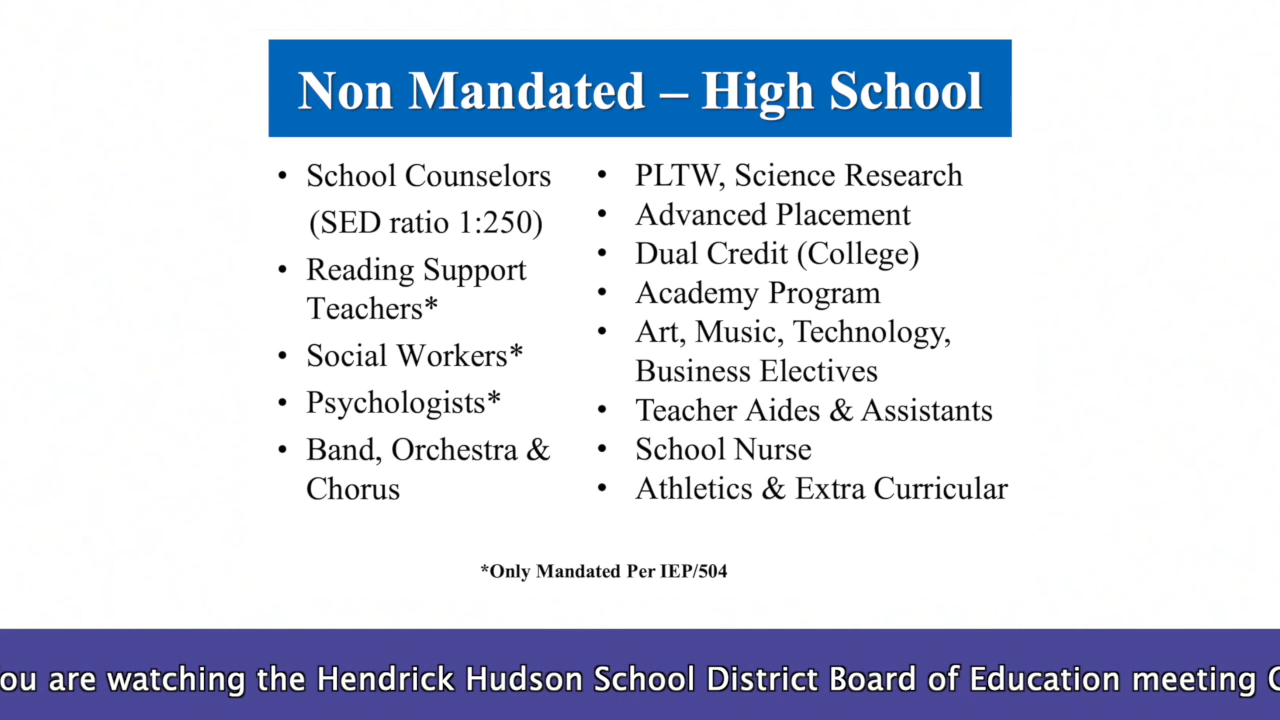 Non Mandated – High School
• School Counselors
(SED ratio 1:250)
• Reading Support
Teachers*
• Social Workers*
• Psychologists*
• Band, Orchestra &
Chorus
• PLTW, Science Research
• Advanced Placement
• Dual Credit (College)
• Academy Program
• Art, Music, Technology,
Business Electives
• Teacher Aides & Assistants
• School Nurse
• Athletics & Extra Curricular
*Only Mandated Per IEP/504
ou are watching the Hendrick Hudson School District Board of Education meeting